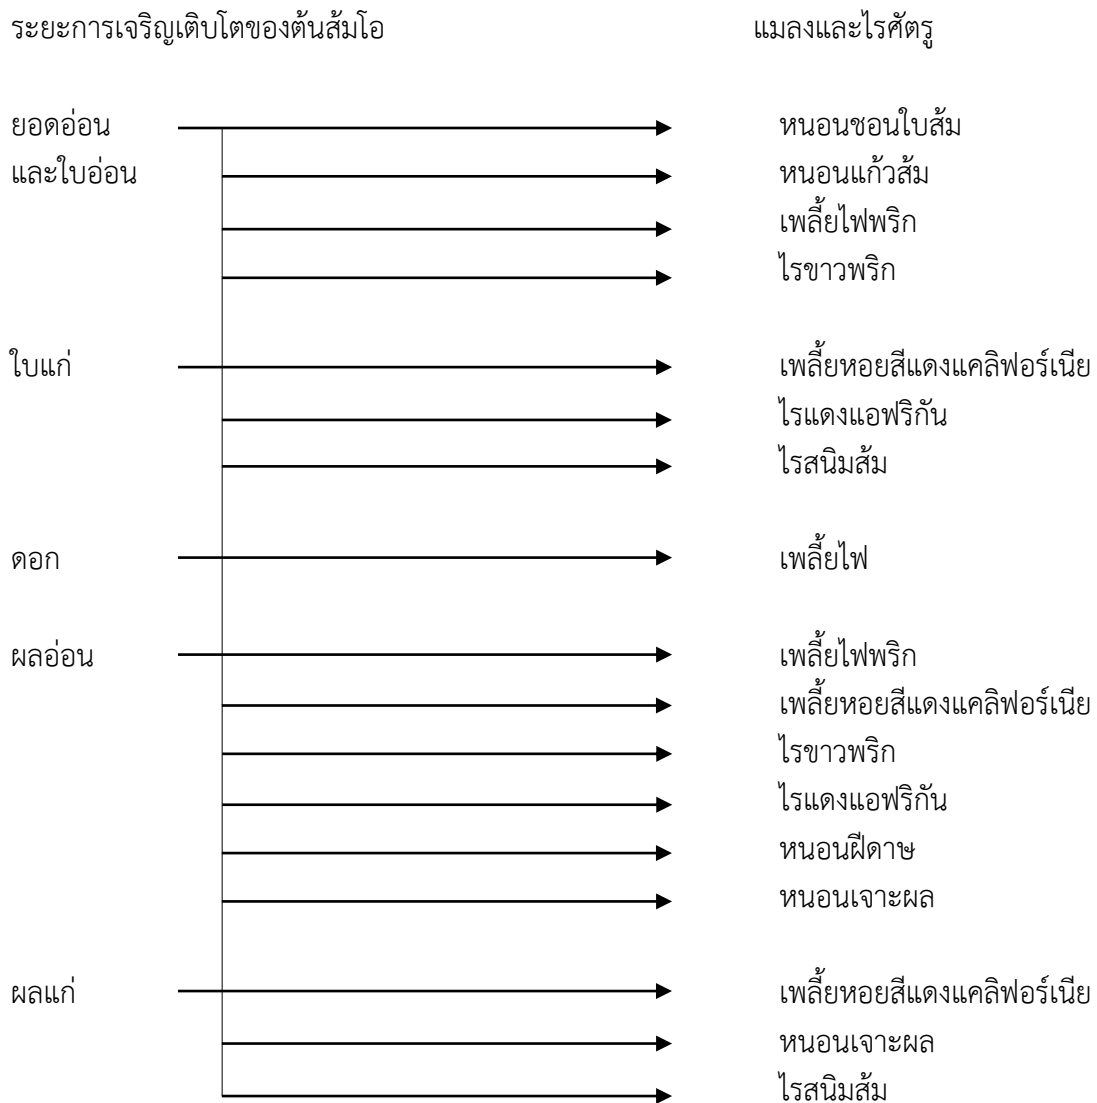 ระยะการเจริญเติบโตของต้นส้มโอ แมลงและไรศัตรู
ยอดอ่อน หนอนชอนใบส้ม
และใบอ่อน หนอนแก้วส้ม
เพลี้ยไฟพริก
ไรขาวพริก
ใบแก่ เพลี้ยหอยสีแดงแคลิฟอร์เนีย
ไรแดงแอฟริกัน
ไรสนิมส้ม
ดอก เพลี้ยไฟ
ผลอ่อน เพลี้ยไฟพริก
เพลี้ยหอยสีแดงแคลิฟอร์เนีย
ไรขาวพริก
ไรแดงแอฟริกัน
หนอนฝีดาษ
หนอนเจาะผล
ผลแก่ เพลี้ยหอยสีแดงแคลิฟอร์เนีย
หนอนเจาะผล
ไรสนิมส้ม